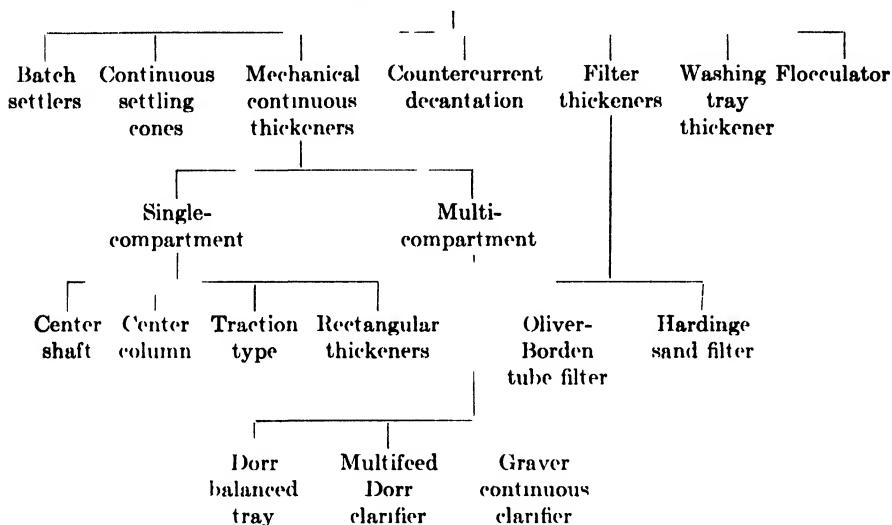 Batch settlers
Continuous settling cones
Mechanical continuous thickeners
Countercurrent decantation
Filter thickeners
Washing tray thickener
Flocculator
Single-compartment
Multi-compartment
Center shaft
Center column
Traction type
Rectangular thickeners
Oliver-Borden tube filter
Hardinge sand filter
Dorr balanced tray
Multifeed Dorr clarifier
Graver continuous clarifier